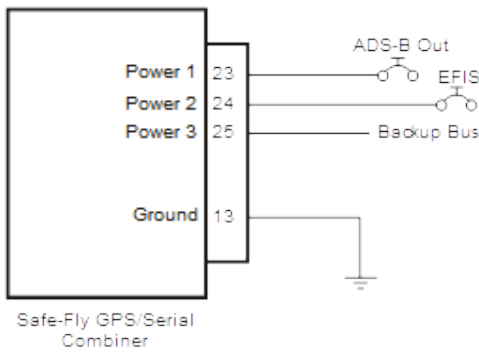 ADS-B Out
Power 1 23
EFIS
Power 2 24
Power 3 25 Backup Bus
Ground 13
Safe-Fly GPS/Serial
Combiner